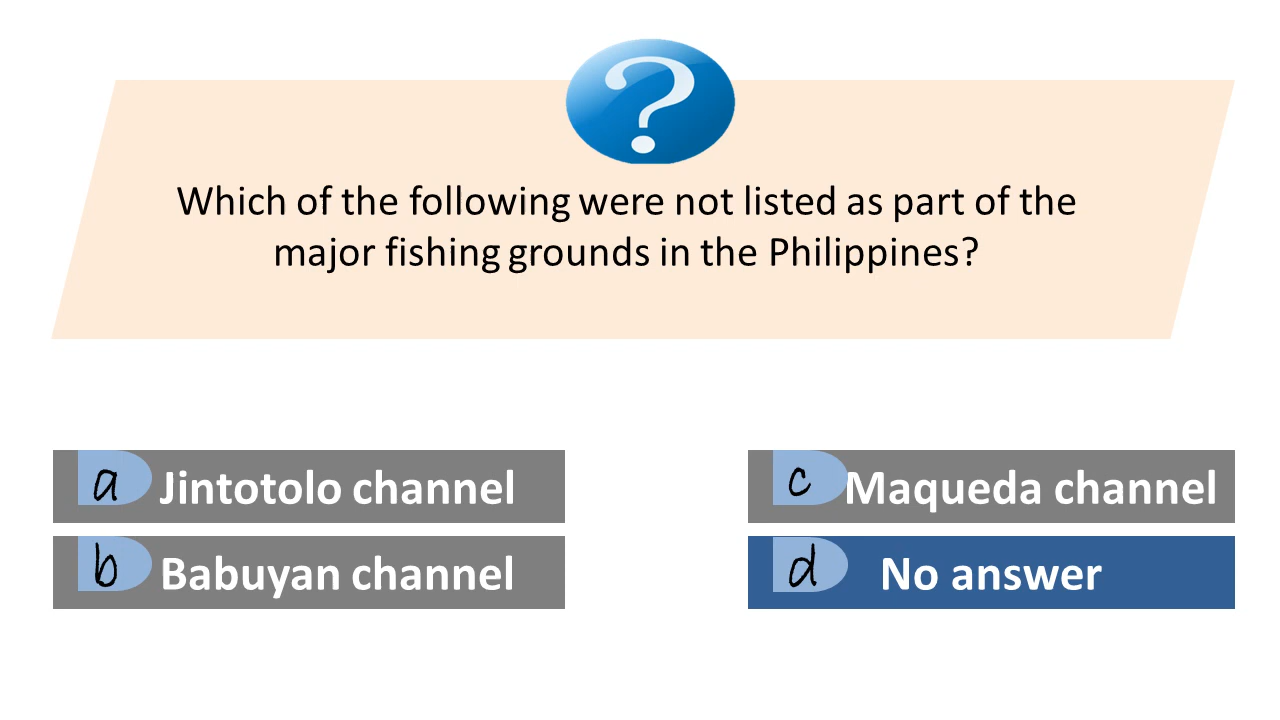 ?
Which of the following were not listed as part of the
major fishing grounds in the Philippines?
a Jintotolo channel
b Babuyan channel
c Maqueda channel
d No answer